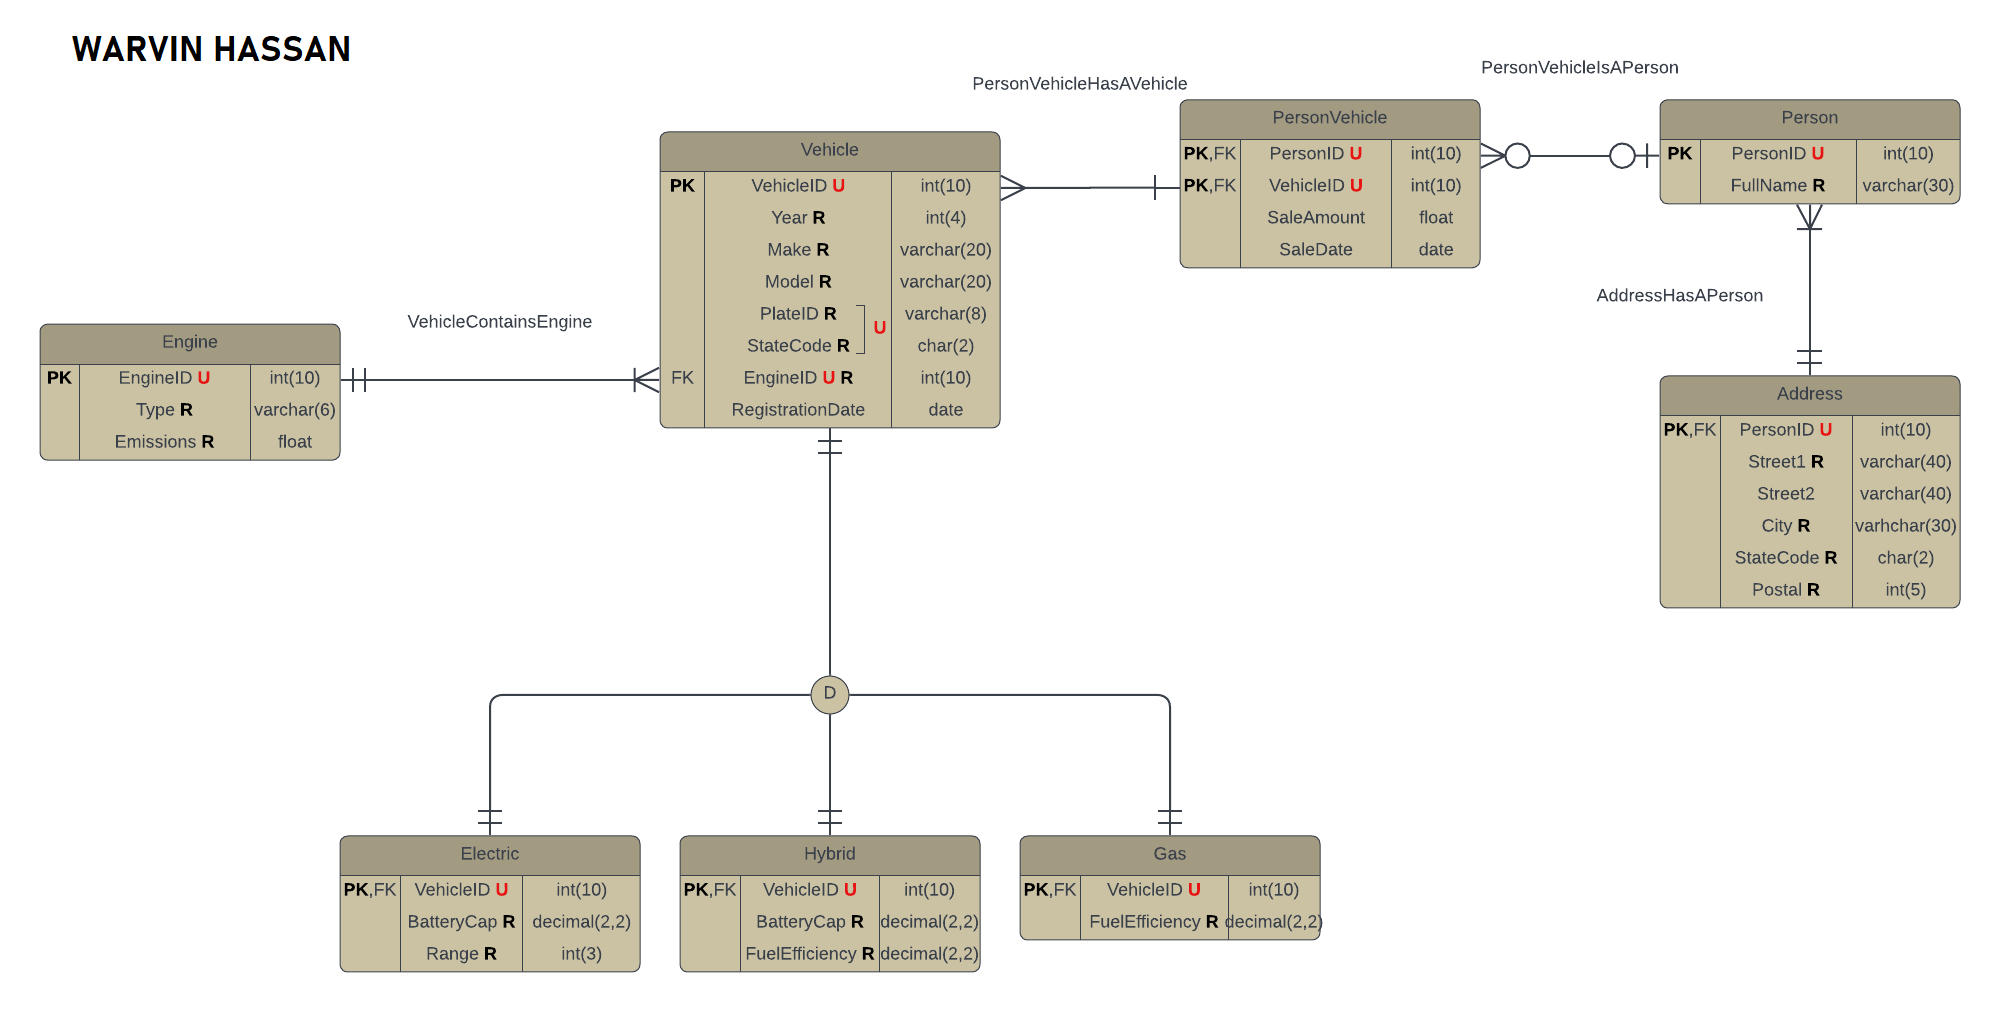 WARVIN HASSAN
PersonVehicleIsAPerson
PersonVehicleHasAVehicle
Vehicle
PK VehicleID U int(10)
Year R int(4)
Make R varchar(20)
Model R varchar(20)
PlateID R varchar(8)
U
StateCode R char(2)
FK EngineID U R int(10)
RegistrationDate date
PersonVehicle
PK,FK PersonID U int(10)
PK,FK VehicleID U int(10)
SaleAmount float
SaleDate date
Person
PK PersonID U int(10)
FullName R varchar(30)
AddressHasAPerson
VehicleContainsEngine
Engine
PK EngineID U int(10)
Type R varchar(6)
Emissions R float
Address
PK,FK PersonID U int(10)
Street1 R varchar(40)
Street2 varchar(40)
City R varhchar(30)
StateCode R char(2)
Postal R int(5)
D
Electric
PK,FK VehicleID U int(10)
BatteryCap R decimal(2,2)
Range R int(3)
Hybrid
PK,FK VehicleID U int(10)
BatteryCap R decimal(2,2)
FuelEfficiency R decimal(2,2)
Gas
PK,FK VehicleID U int(10)
FuelEfficiency R decimal(2,2)